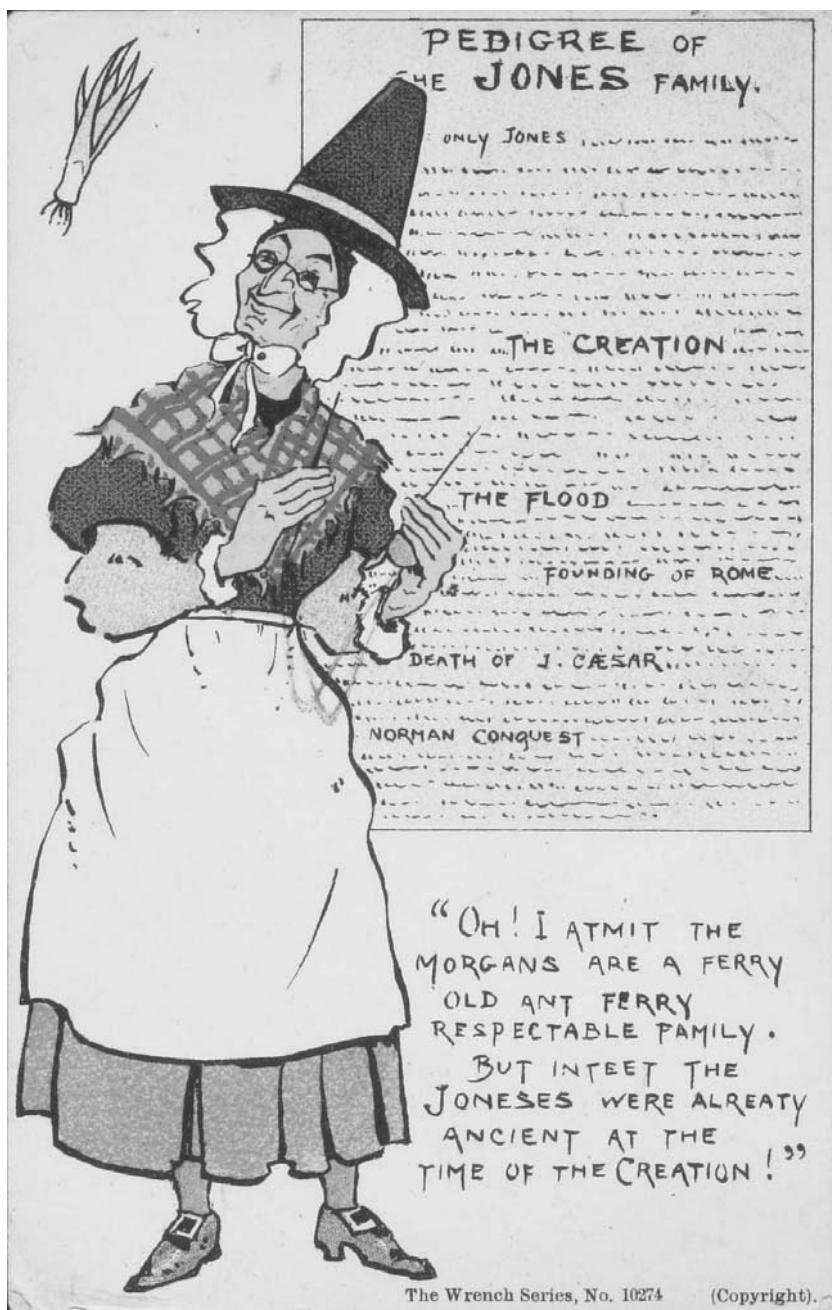 PEDIGREE OF
HE JONES FAMILY.
ONLY JONES
THE CREATION
THE FLOOD
FOUNDING OF ROME
DEATH OF J. CÆSAR
NORMAN CONQUEST
"OH! I ATMIT THE
MORGANS ARE A FERRY
OLD ANT FERRY
RESPECTABLE FAMILY.
BUT INTEET THE
JONESES WERE ALREATY
ANCIENT AT THE
TIME OF THE CREATION!"
The Wrench Series, No. 10274 (Copyright).